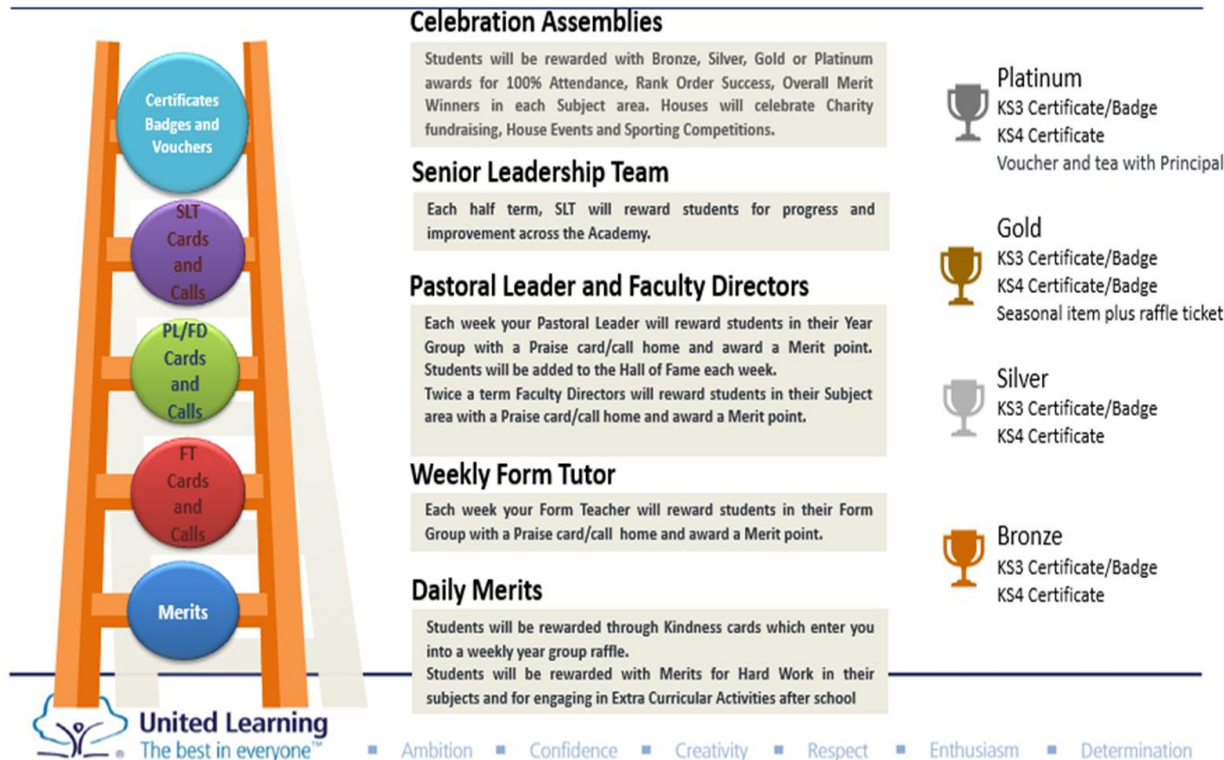 Certificates
Badges and
Vouchers
SLT
Cards
and
Calls
PL/FD
Cards
and
Calls
FT
Cards
and
Calls
Merits
Celebration Assemblies
Students will be rewarded with Bronze, Silver, Gold or Platinum
awards for 100% Attendance, Rank Order Success, Overall Merit
Winners in each Subject area. Houses will celebrate Charity
fundraising, House Events and Sporting Competitions.
Senior Leadership Team
Each half term, SLT will reward students for progress and
improvement across the Academy.
Pastoral Leader and Faculty Directors
Each week your Pastoral Leader will reward students in their Year
Group with a Praise card/call home and award a Merit point.
Students will be added to the Hall of Fame each week.
Twice a term Faculty Directors will reward students in their Subject
area with a Praise card/call home and award a Merit point.
Weekly Form Tutor
Each week your Form Teacher will reward students in their Form
Group with a Praise card/call home and award a Merit point.
Daily Merits
Students will be rewarded through Kindness cards which enter you
into a weekly year group raffle.
Students will be rewarded with Merits for Hard Work in their
subjects and for engaging in Extra Curricular Activities after school
Platinum
KS3 Certificate/Badge
KS4 Certificate
Voucher and tea with Principal
Gold
KS3 Certificate/Badge
KS4 Certificate/Badge
Seasonal item plus raffle ticket
Silver
KS3 Certificate/Badge
KS4 Certificate
Bronze
KS3 Certificate/Badge
KS4 Certificate
®
United Learning
The best in everyone™
▪ Ambition ▪ Confidence ▪ Creativity ▪ Respect ▪ Enthusiasm ▪ Determination